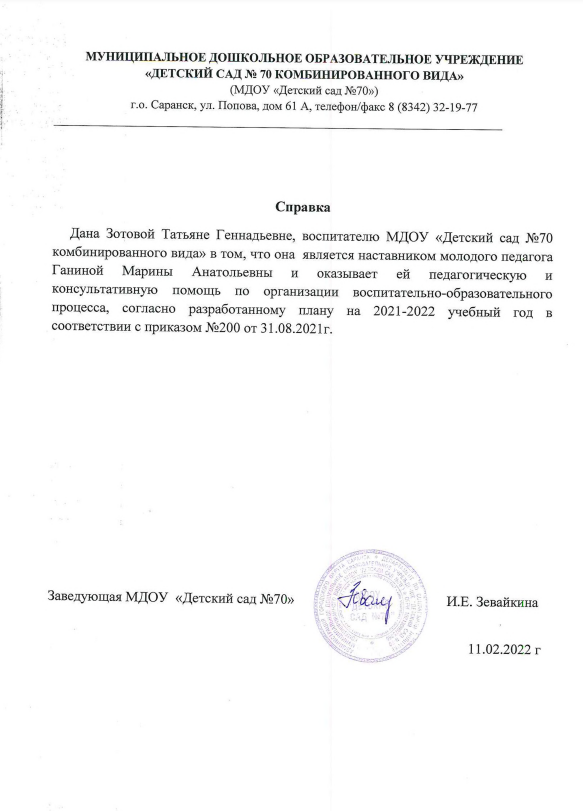 МУНИЦИПАЛЬНОЕ ДОШКОЛЬНОЕ ОБРАЗОВАТЕЛЬНОЕ УЧРЕЖДЕНИЕ
«ДЕТСКИЙ САД № 70 КОМБИНИРОВАННОГО ВИДА»
(МДОУ «Детский сад №70»)
г.о. Саранск, ул. Попова, дом 61 А, телефон/факс 8 (8342) 32-19-77
Справка
Дана Зотовой Татьяне Геннадьевне, воспитателю МДОУ «Детский сад №70
комбинированного вида» в том, что она является наставником молодого педагога
Ганиной Марины Анатольевны и оказывает ей педагогическую и
консультативную помощь по организации воспитательно-образовательного
процесса, согласно разработанному плану на 2021-2022 учебный год в
соответствии с приказом №200 от 31.08.2021г.
Заведующая МДОУ «Детский сад №70»
САД
И.Е. Зевайкина
11.02.2022 г